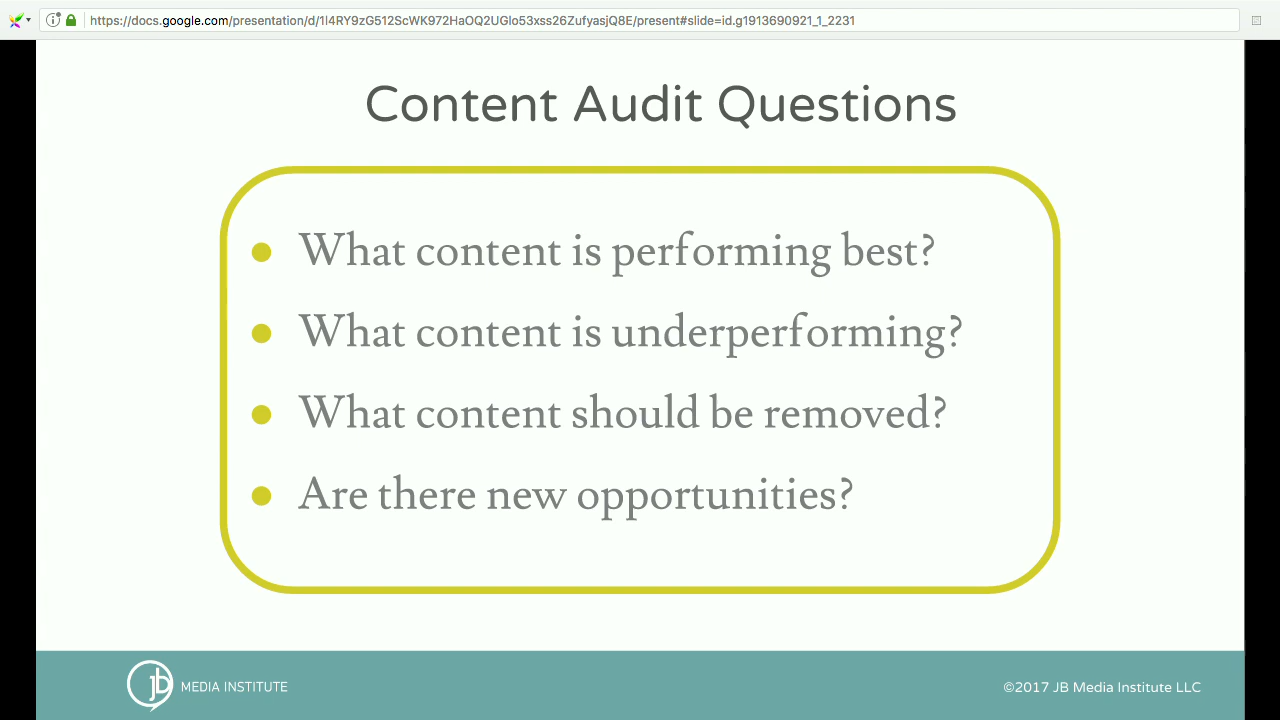 https://docs.google.com/presentation/d/1I4RY9zG512ScWK972HaOQ2UGlo53xss26ZufyasjQ8E/present#slide=id.g1913690921_1_2231
Content Audit Questions
● What content is performing best?
● What content is underperforming?
● What content should be removed?
● Are there new opportunities?
jb MEDIA INSTITUTE
©2017 JB Media Institute LLC